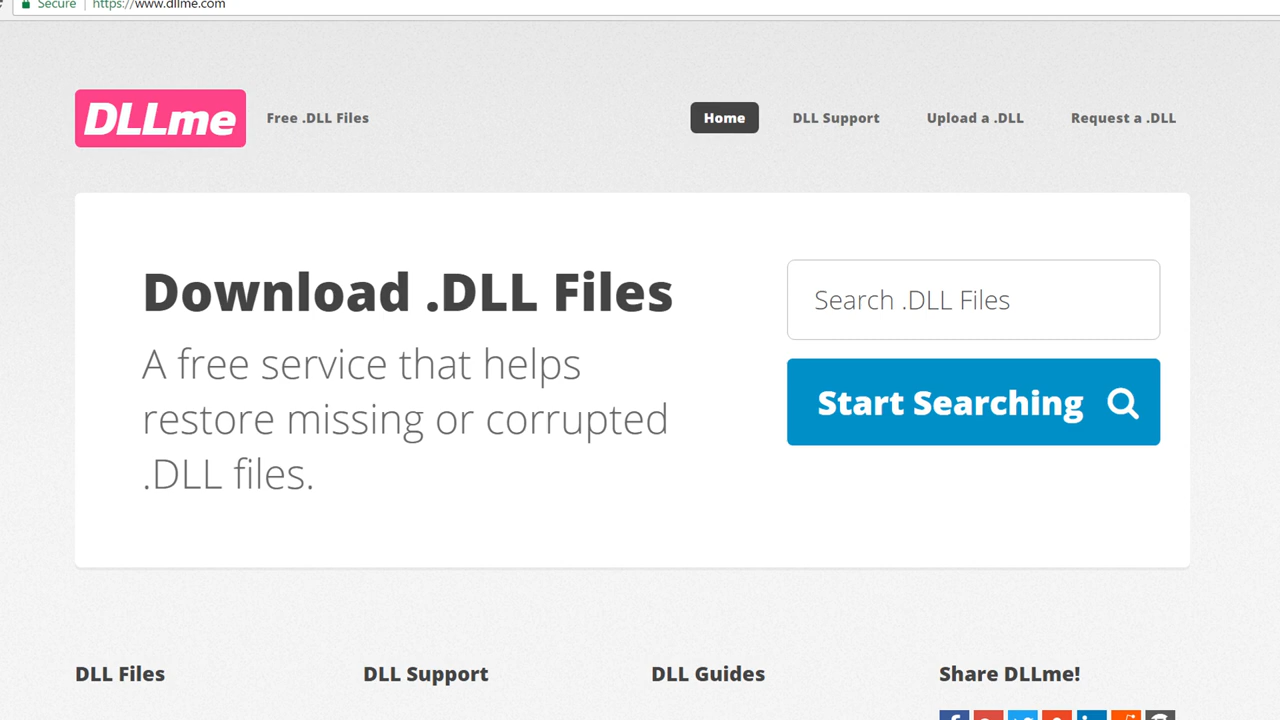 Secure https://www.dllme.com
DLLme Free .DLL Files Home DLL Support Upload a .DLL Request a .DLL
Download .DLL Files
A free service that helps
restore missing or corrupted
.DLL files.
Search .DLL Files
Start Searching
DLL Files DLL Support DLL Guides Share DLLme!